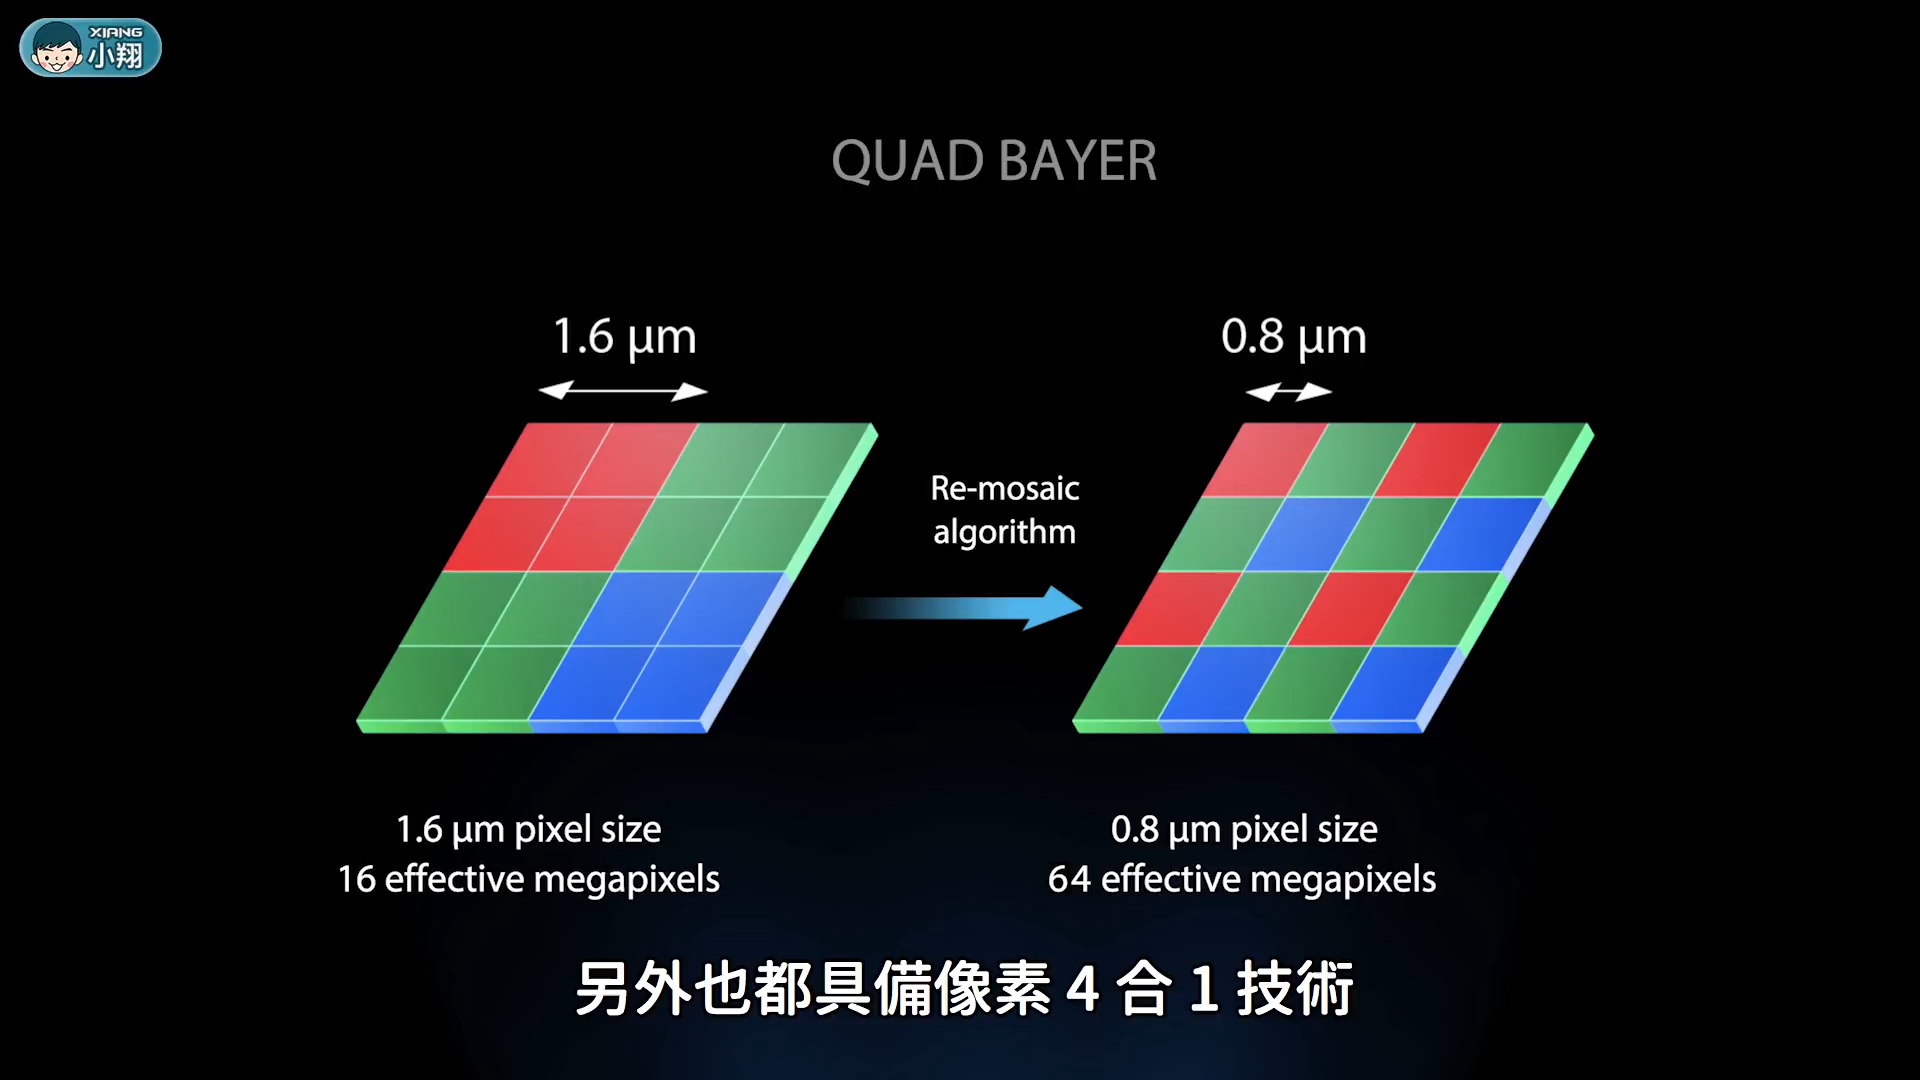 XIANG
小翔
QUAD BAYER
1.6 µm
0.8 µm
Re-mosaic
algorithm
1.6 µm pixel size
16 effective megapixels
0.8 µm pixel size
64 effective megapixels
另外也都具備像素4合1技術